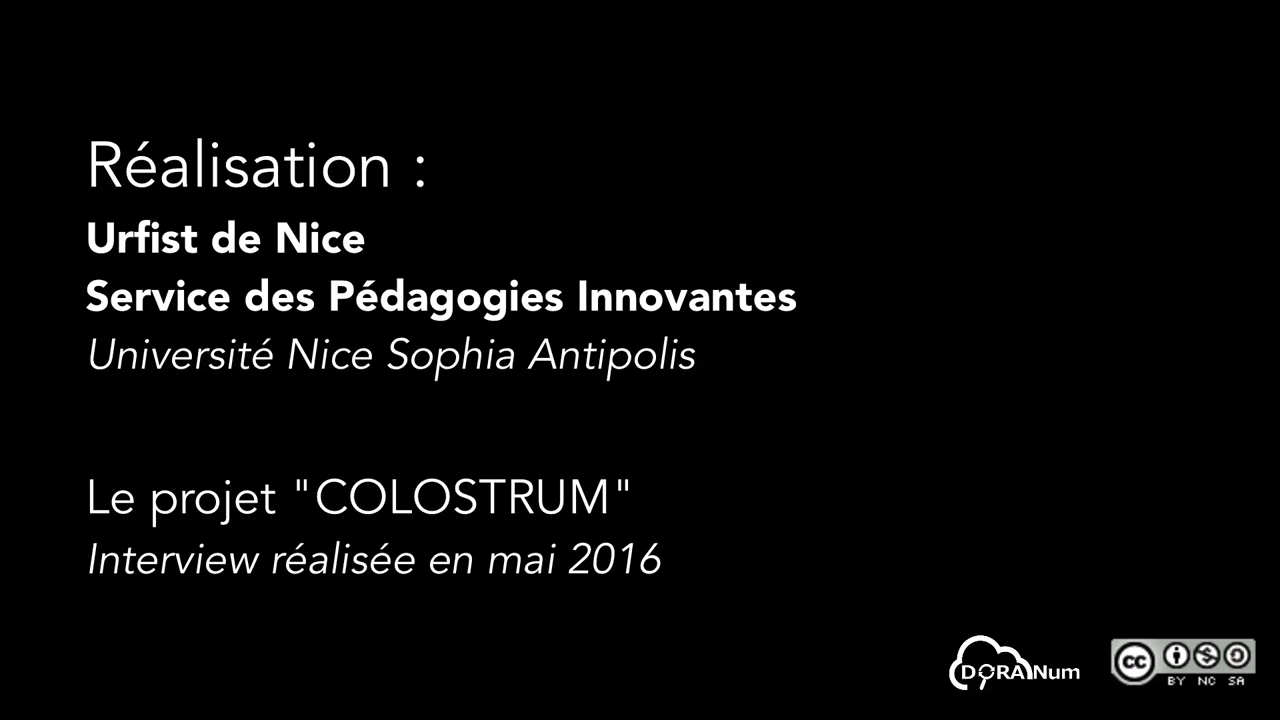 Réalisation :
Urfist de Nice
Service des Pédagogies Innovantes
Université Nice Sophia Antipolis
Le projet "COLOSTRUM"
Interview réalisée en mai 2016
DORANum
cc
BY NC SA